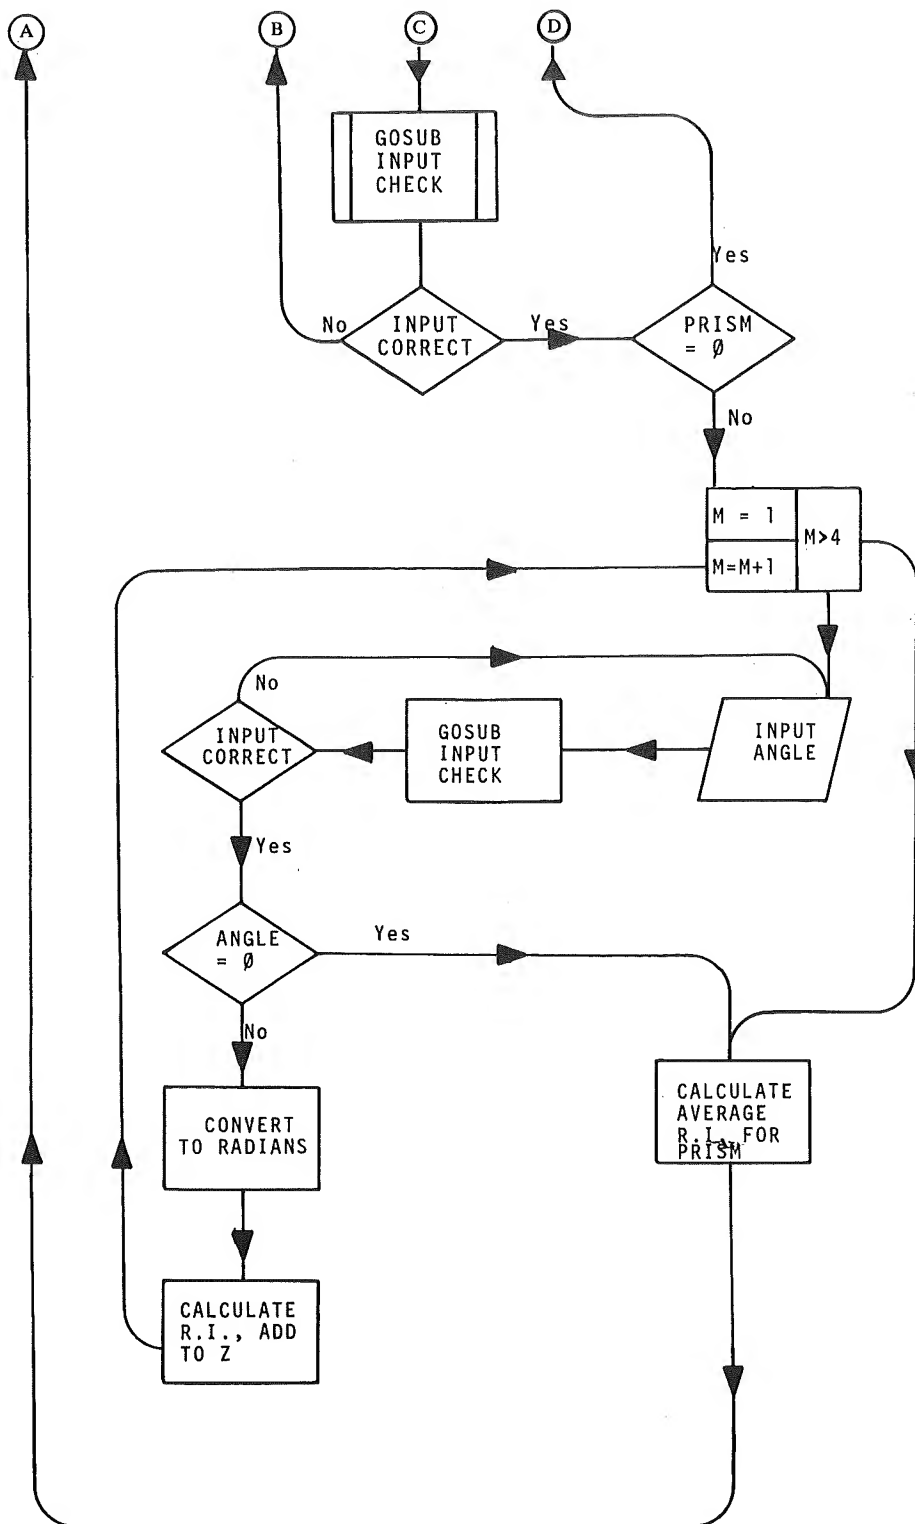 A
B
C
D
GOSUB
INPUT
CHECK
Yes
No
INPUT
CORRECT
Yes
PRISM
= Ø
No
M = 1
M>4
M=M+1
No
INPUT
CORRECT
GOSUB
INPUT
CHECK
INPUT
ANGLE
Yes
ANGLE
= Ø
Yes
No
CONVERT
TO RADIANS
CALCULATE
AVERAGE
R.I. FOR
PRISM
CALCULATE
R.I., ADD
TO Z